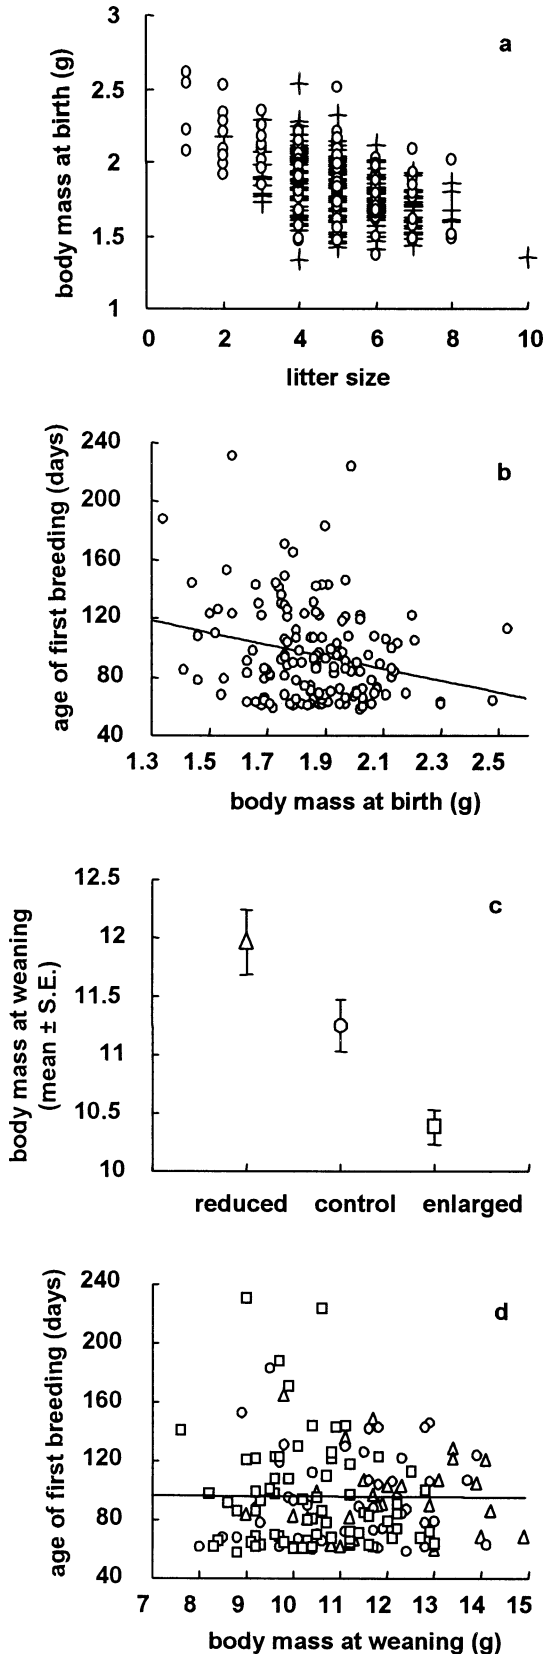 3
a
2.5
2
1.5
1
body mass at birth (g)
0 2 4 6 8 10
litter size
240
b
200
160
120
80
40
age of first breeding (days)
1.3 1.5 1.7 1.9 2.1 2.3 2.5
body mass at birth (g)
12.5
c
12
11.5
11
10.5
10
body mass at weaning
(mean ± S.E.)
reduced control enlarged
240
d
200
160
120
80
40
age of first breeding (days)
7 8 9 10 11 12 13 14 15
body mass at weaning (g)